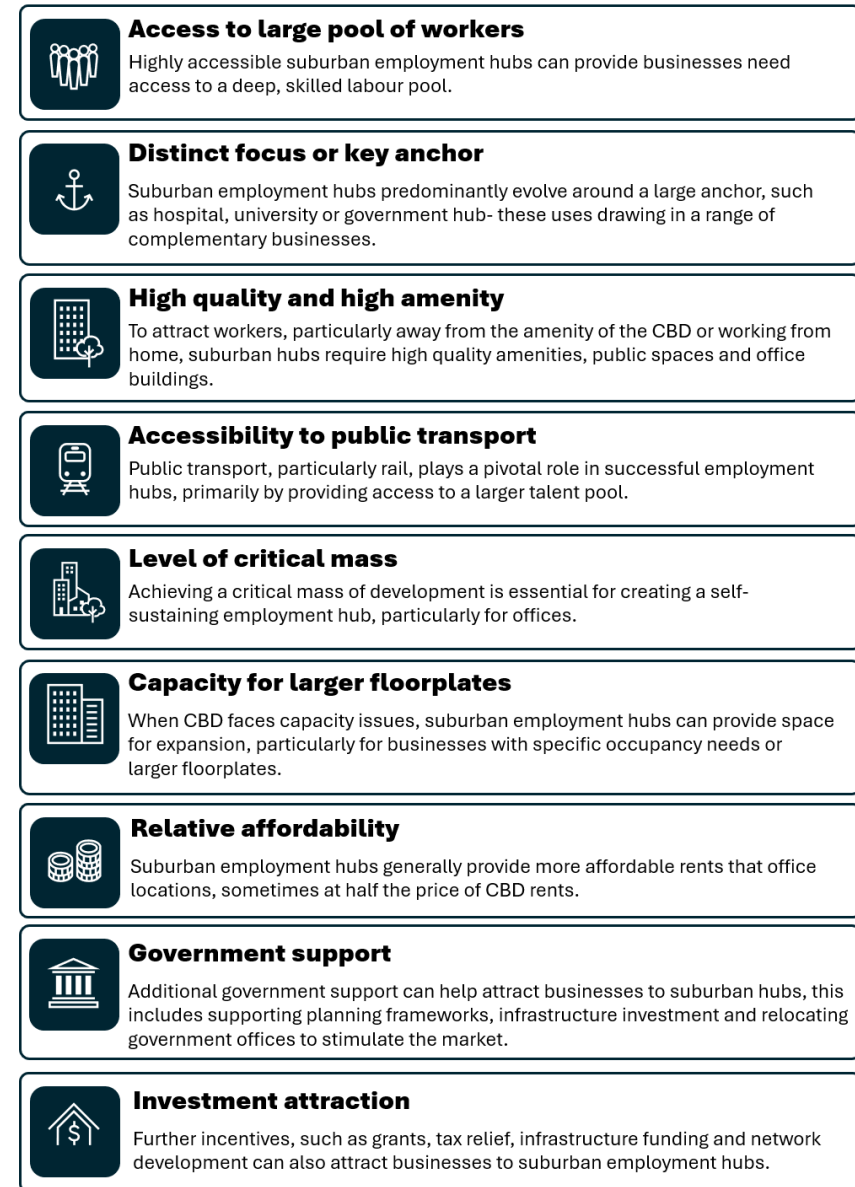 Access to large pool of workers
Highly accessible suburban employment hubs can provide businesses need
access to a deep, skilled labour pool.
Distinct focus or key anchor
Suburban employment hubs predominantly evolve around a large anchor, such
as hospital, university or government hub- these uses drawing in a range of
complementary businesses.
High quality and high amenity
To attract workers, particularly away from the amenity of the CBD or working from
home, suburban hubs require high quality amenities, public spaces and office
buildings.
Accessibility to public transport
Public transport, particularly rail, plays a pivotal role in successful employment
hubs, primarily by providing access to a larger talent pool.
Level of critical mass
Achieving a critical mass of development is essential for creating a self-
sustaining employment hub, particularly for offices.
Capacity for larger floorplates
When CBD faces capacity issues, suburban employment hubs can provide space
for expansion, particularly for businesses with specific occupancy needs or
larger floorplates.
Relative affordability
Suburban employment hubs generally provide more affordable rents that office
locations, sometimes at half the price of CBD rents.
Government support
Additional government support can help attract businesses to suburban hubs, this
includes supporting planning frameworks, infrastructure investment and relocating
government offices to stimulate the market.
$
Investment attraction
Further incentives, such as grants, tax relief, infrastructure funding and network
development can also attract businesses to suburban employment hubs.